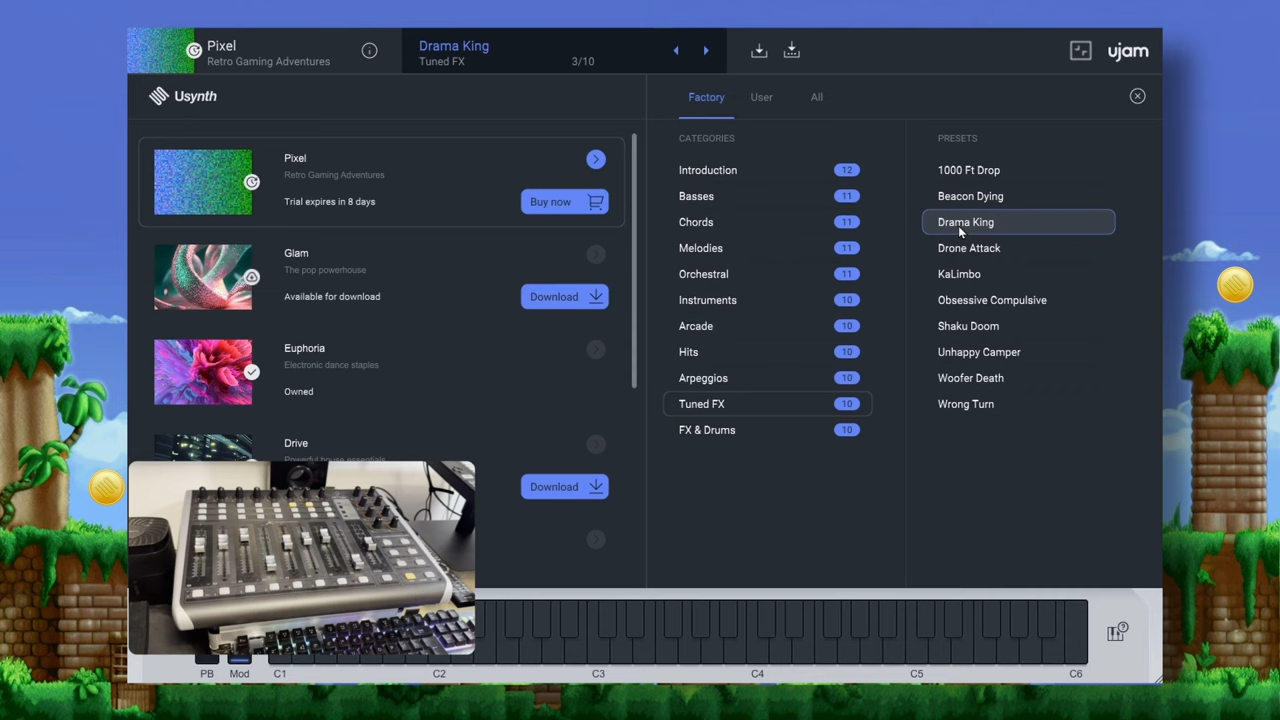 Pixel
Retro Gaming Adventures
Drama King
Tuned FX
3/10
ujam
Usynth
Pixel
Retro Gaming Adventures
Trial expires in 8 days
Buy now
Glam
The pop powerhouse
Available for download
Download
Euphoria
Electronic dance staples
Owned
Drive
Powerful house essentials
Download
Factory
User
All
CATEGORIES
Introduction 12
Basses 11
Chords 11
Melodies 11
Orchestral 11
Instruments 10
Arcade 10
Hits 10
Arpeggios 10
Tuned FX 10
FX & Drums 10
PRESETS
1000 Ft Drop
Beacon Dying
Drama King
Drone Attack
KaLimbo
Obsessive Compulsive
Shaku Doom
Unhappy Camper
Woofer Death
Wrong Turn
PB
Mod
C1
C2
C3
C4
C5
C6
?